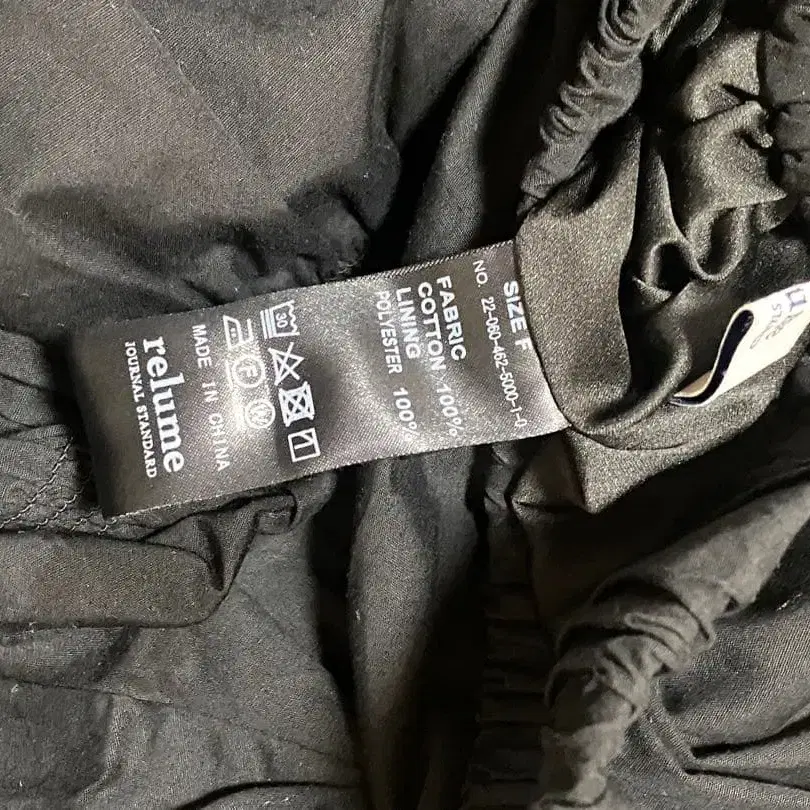 SIZE F
NO. 22-060-462-5000-1-0
FABRIC
COTTON 100%
LINING
POLYESTER 100%
30
F
W
MADE IN CHINA
relume
JOURNAL STANDARD